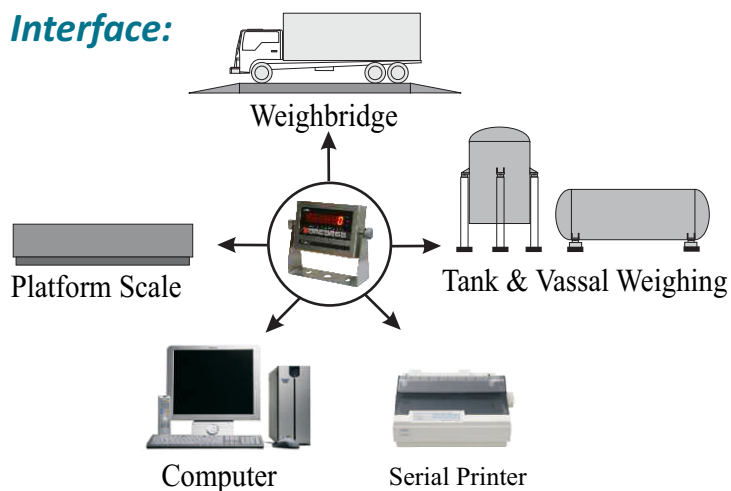 Interface:
Weighbridge
Platform Scale
Tank & Vassal Weighing
Computer
Serial Printer